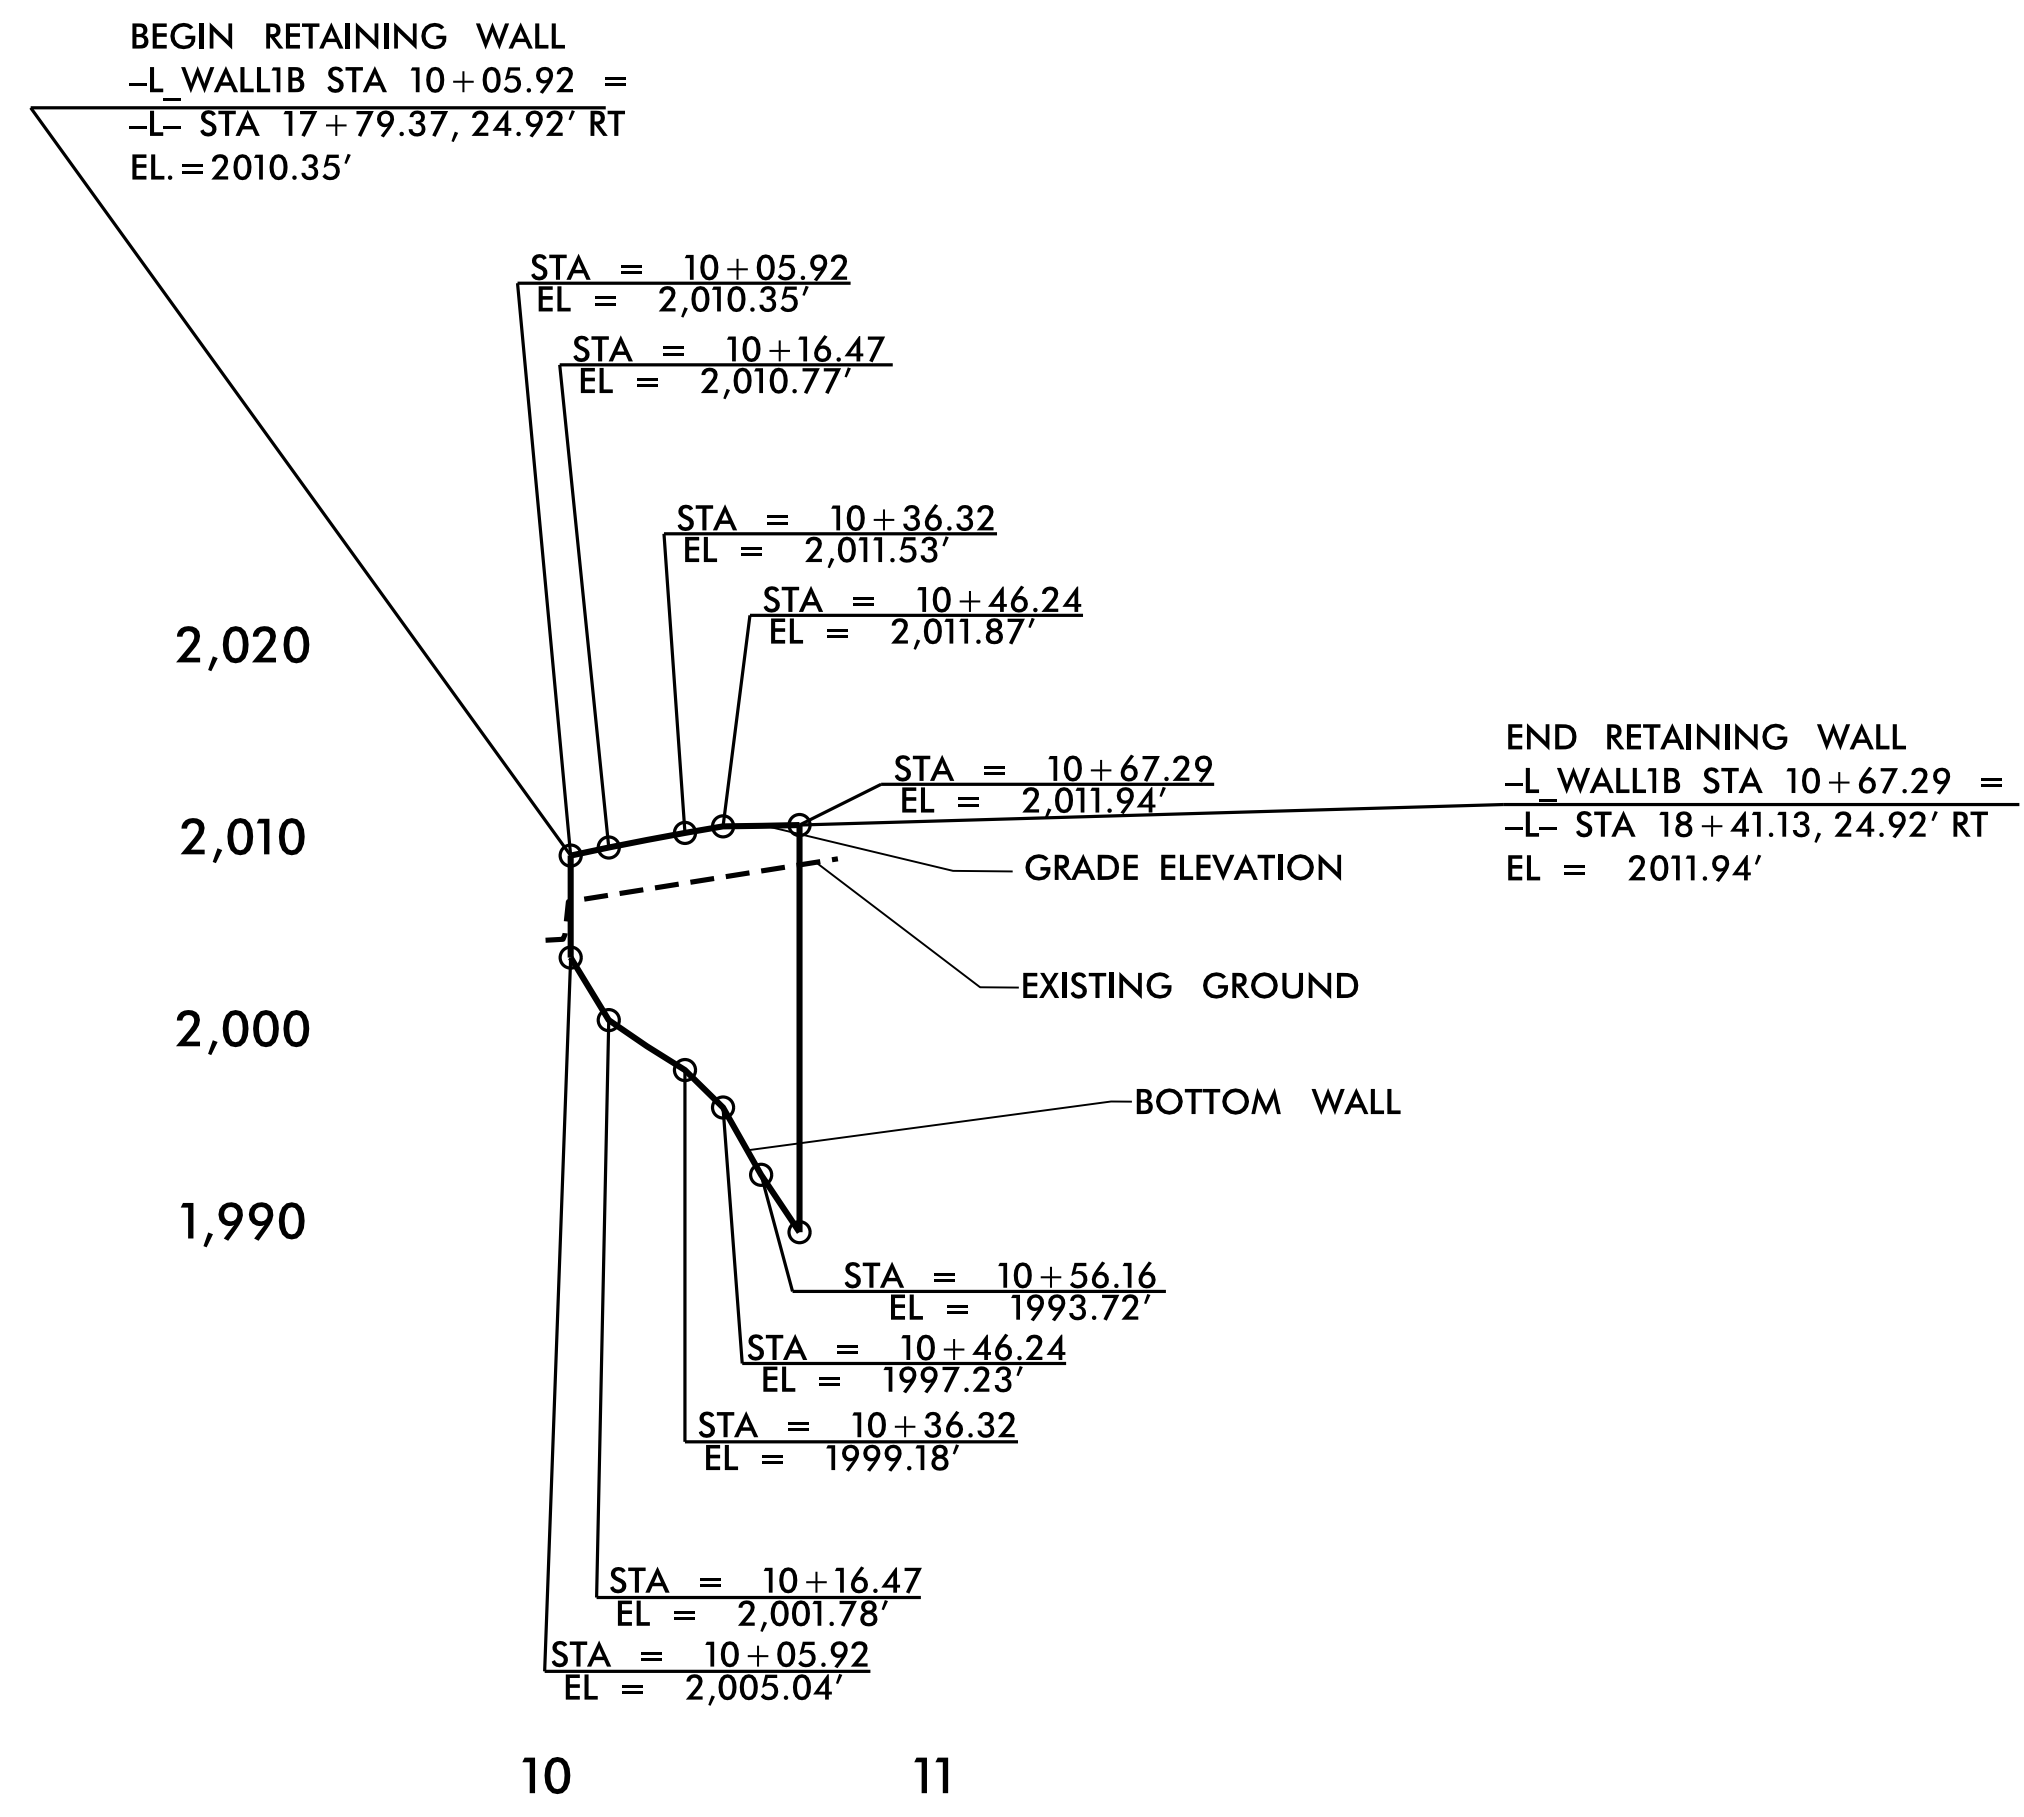 BEGIN RETAINING WALL
–L_WALL1B STA 10+05.92 =
–L– STA 17+79.37, 24.92' RT
EL.=2010.35'
STA = 10+05.92
EL = 2,010.35'
STA = 10+16.47
EL = 2,010.77'
STA = 10+36.32
EL = 2,011.53'
STA = 10+46.24
EL = 2,011.87'
2,020
STA = 10+67.29
EL = 2,011.94'
END RETAINING WALL
–L_WALL1B STA 10+67.29 =
–L– STA 18+41.13, 24.92' RT
EL = 2011.94'
2,010
GRADE ELEVATION
EXISTING GROUND
2,000
BOTTOM WALL
1,990
STA = 10+56.16
EL = 1993.72'
STA = 10+46.24
EL = 1997.23'
STA = 10+36.32
EL = 1999.18'
STA = 10+16.47
EL = 2,001.78'
STA = 10+05.92
EL = 2,005.04'
10 11